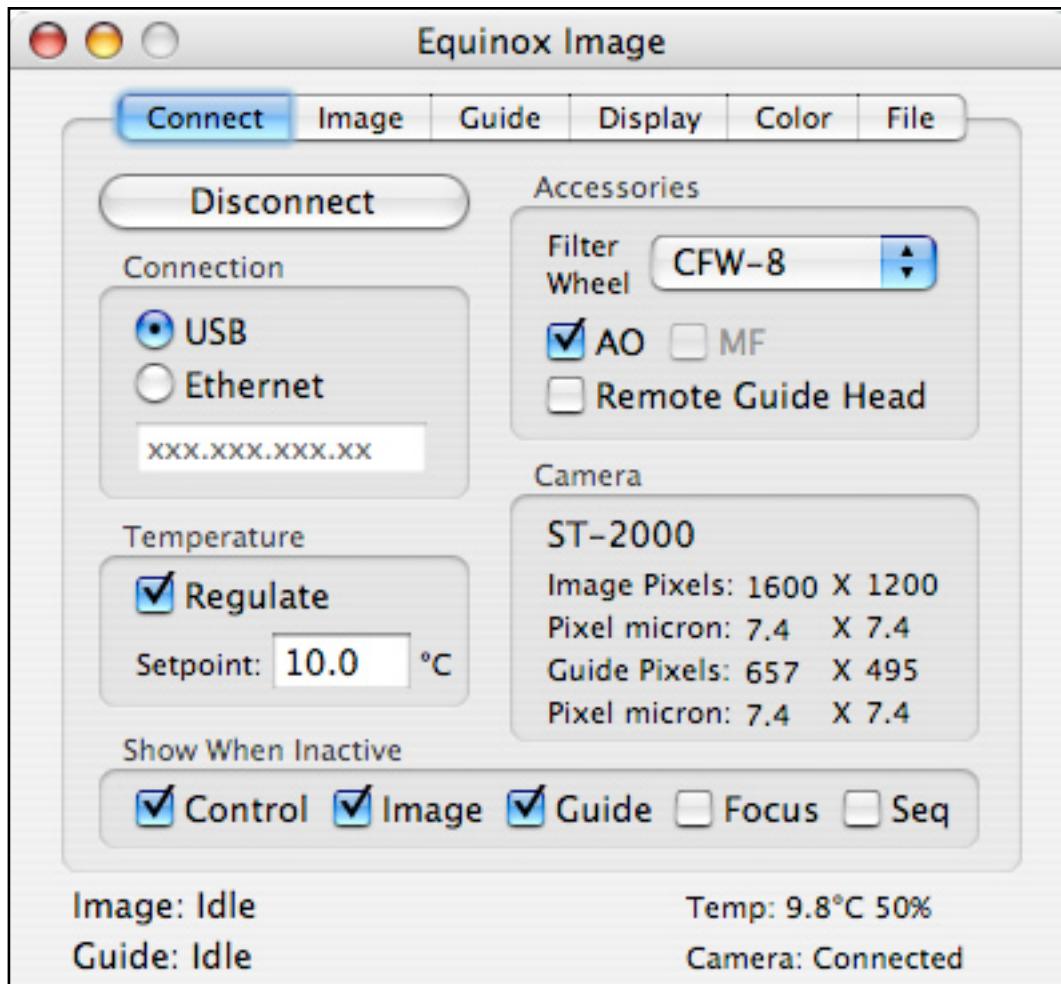 Equinox Image
Connect Image Guide Display Color File
Disconnect
Connection
USB
Ethernet
xxx.xxx.xxx.xx
Temperature
Regulate
Setpoint: 10.0 °C
Accessories
Filter
Wheel
CFW-8
AO MF
Remote Guide Head
Camera
ST-2000
Image Pixels: 1600 X 1200
Pixel micron: 7.4 X 7.4
Guide Pixels: 657 X 495
Pixel micron: 7.4 X 7.4
Show When Inactive
Control Image Guide Focus Seq
Image: Idle
Guide: Idle
Temp: 9.8°C 50%
Camera: Connected